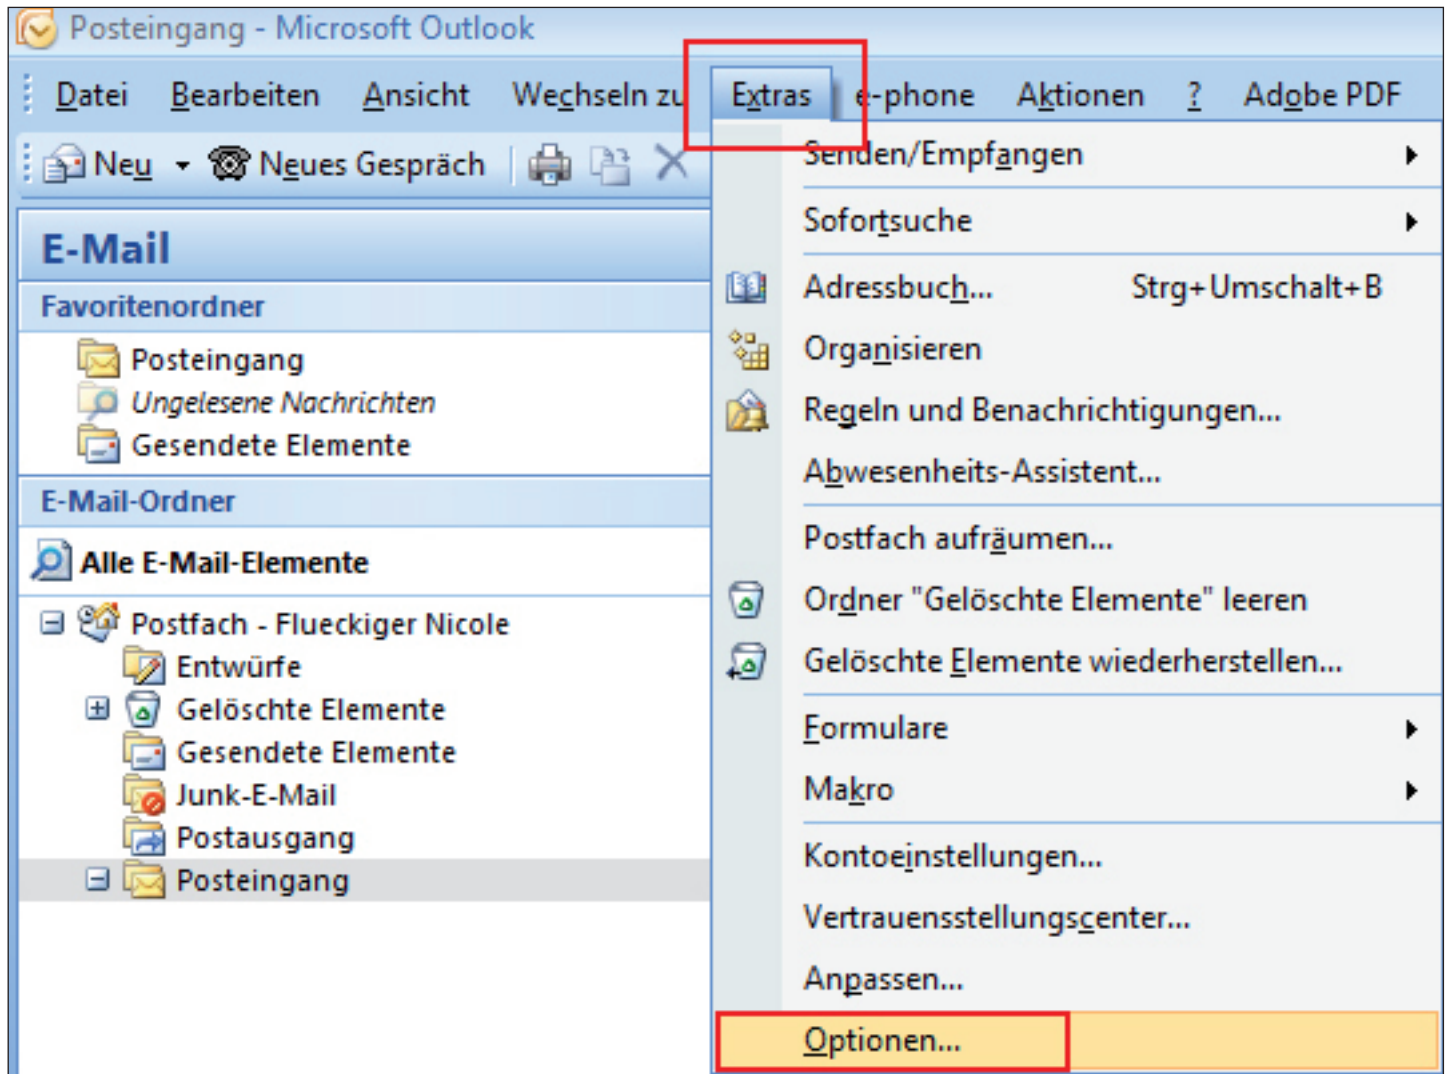 Posteingang - Microsoft Outlook
Datei Bearbeiten Ansicht Wechseln zu Extras e-phone Aktionen ? Adobe PDF
Neu Neues Gespräch
E-Mail
Favoritenordner
Posteingang
Ungelesene Nachrichten
Gesendete Elemente
E-Mail-Ordner
Alle E-Mail-Elemente
Postfach - Flueckiger Nicole
Entwürfe
Gelöschte Elemente
Gesendete Elemente
Junk-E-Mail
Postausgang
Posteingang
Senden/Empfangen
Sofortsuche
Adressbuch... Strg+Umschalt+B
Organisieren
Regeln und Benachrichtigungen...
Abwesenheits-Assistent...
Postfach aufräumen...
Ordner "Gelöschte Elemente" leeren
Gelöschte Elemente wiederherstellen...
Formulare
Makro
Kontoeinstellungen...
Vertrauensstellungscenter...
Anpassen...
Optionen...